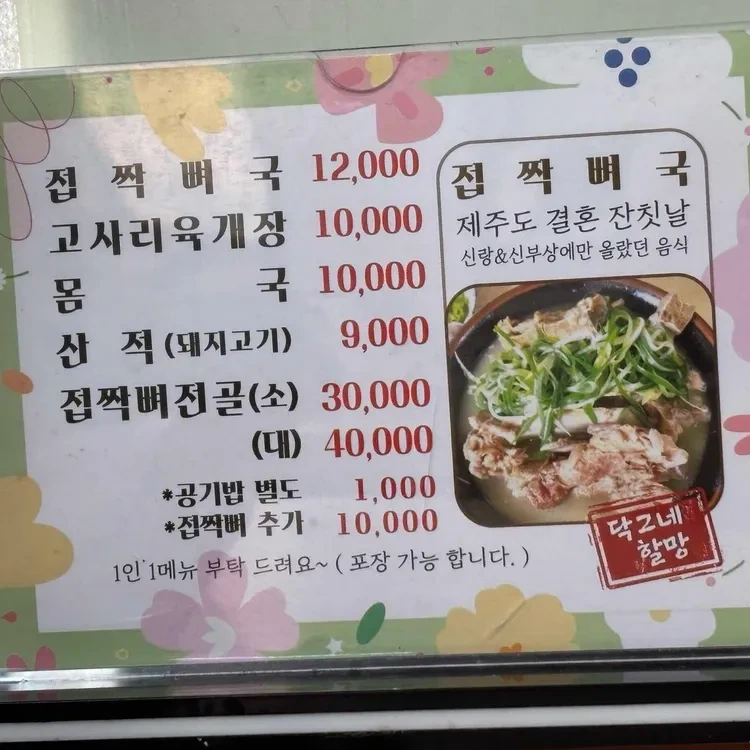 접짝뼈국 12,000
고사리육개장 10,000
몸국 10,000
산적(돼지고기) 9,000
접짝뼈전골(소) 30,000
(대) 40,000
*공기밥 별도 1,000
*접짝뼈 추가 10,000
1인 1메뉴 부탁 드려요~ ( 포장 가능 합니다. )
접짝뼈국
제주도 결혼 잔칫날
신랑&신부상에만 올랐던 음식
닥그네
할망